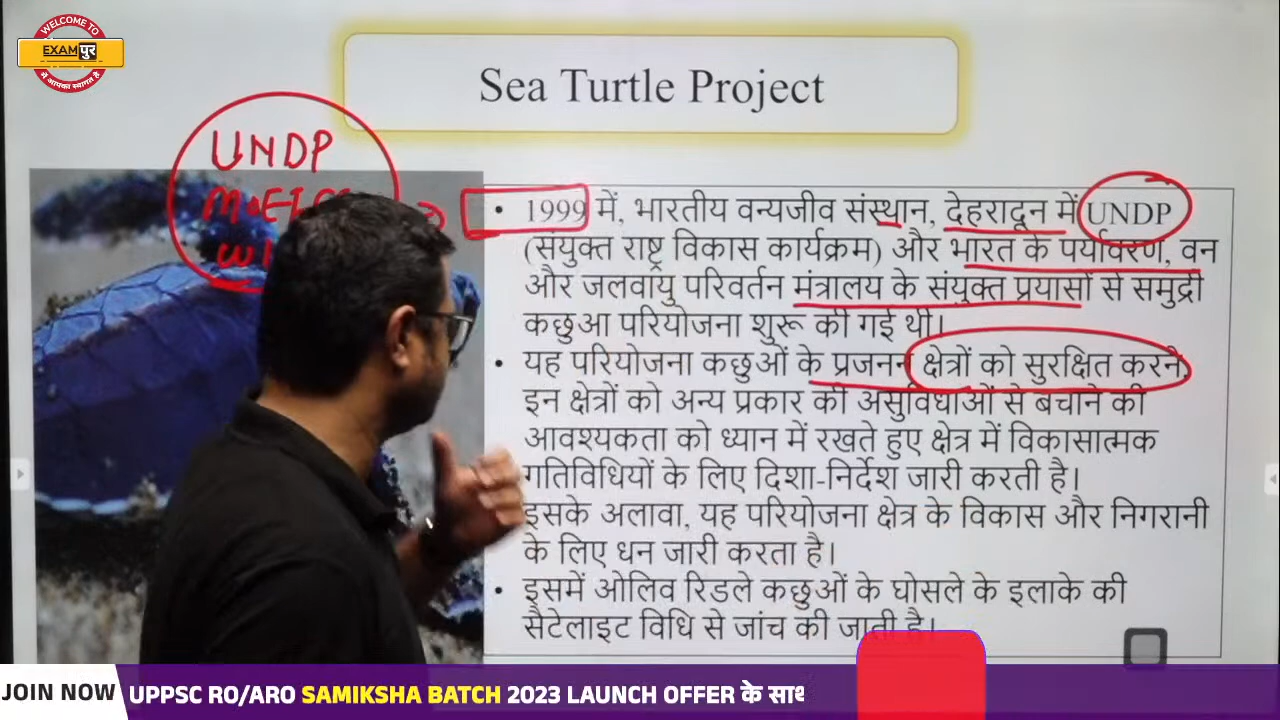 WELCOME TO
EXAMपुर
में आपका स्वागत है
Sea Turtle Project
UNDP
• 1999 में, भारतीय वन्यजीव संस्थान, देहरादून में UNDP
(संयुक्त राष्ट्र विकास कार्यक्रम) और भारत के पर्यावरण, वन
और जलवायु परिवर्तन मंत्रालय के संयुक्त प्रयासों से समुद्री
कछुआ परियोजना शुरू की गई थी।
• यह परियोजना कछुओं के प्रजनन क्षेत्रों को सुरक्षित करने,
इन क्षेत्रों को अन्य प्रकार की असुविधाओं से बचाने की
आवश्यकता को ध्यान में रखते हुए क्षेत्र में विकासात्मक
गतिविधियों के लिए दिशा-निर्देश जारी करती है।
इसके अलावा, यह परियोजना क्षेत्र के विकास और निगरानी
के लिए धन जारी करता है।
• इसमें ओलिव रिडले कछुओं के घोसले के इलाके की
सैटेलाइट विधि से जांच की जाती है।
JOIN NOW UPPSC RO/ARO SAMIKSHA BATCH 2023 LAUNCH OFFER के साथ